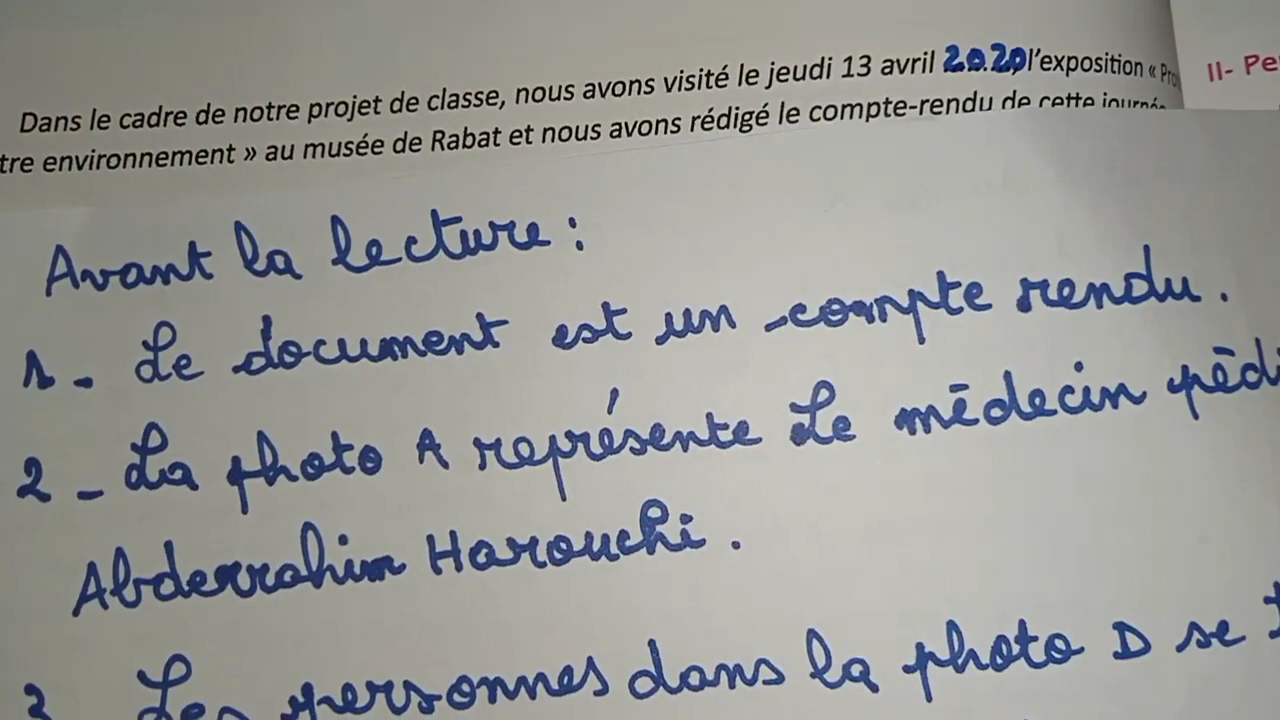 Dans le cadre de notre projet de classe, nous avons visité le jeudi 13 avril 2020, l'exposition «
tre environnement » au musée de Rabat et nous avons rédigé le compte-rendu de cette journée
II- Pe
Avant la lecture :
1 - Le document est un compte rendu.
2 - La photo A représente Le médecin pédi
Abderrahim Harouchi.
3 Les personnes dans la photo D se